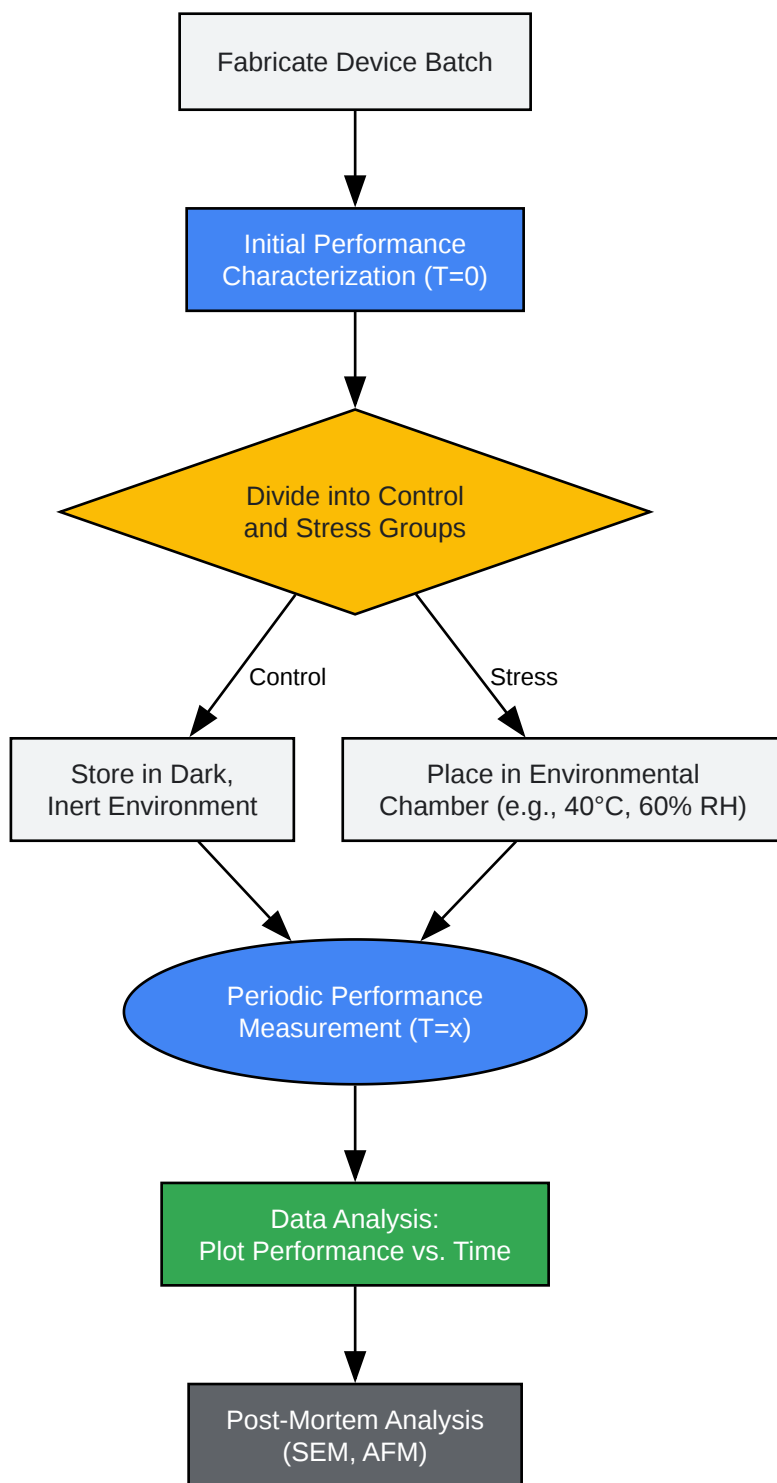 Fabricate Device Batch
Initial Performance
Characterization (T=0)
Divide into Control
and Stress Groups
Control
Stress
Store in Dark,
Inert Environment
Place in Environmental
Chamber (e.g., 40°C, 60% RH)
Periodic Performance
Measurement (T=x)
Data Analysis:
Plot Performance vs. Time
Post-Mortem Analysis
(SEM, AFM)